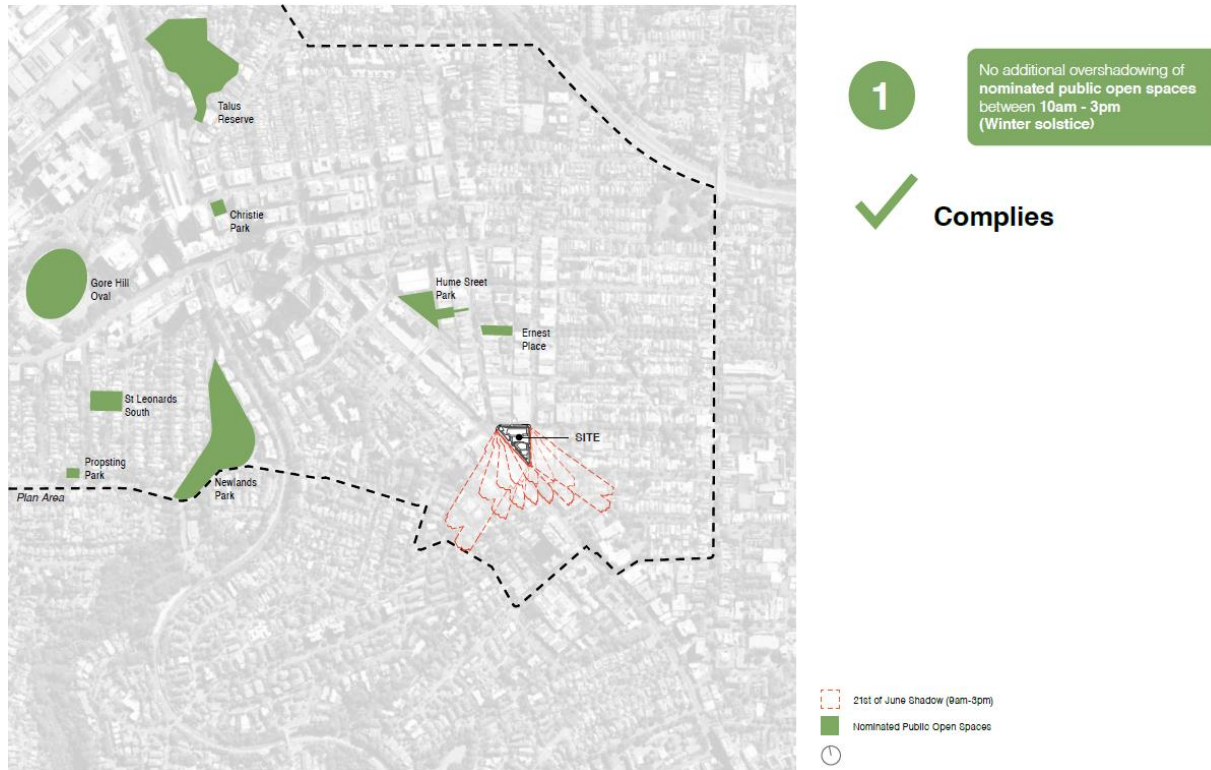 Talus
Reserve
Christie
Park
Gore Hill
Oval
Hume Sreet
Park
Ernest
Place
St Leonards
South
SITE
Propsting
Park
Plan Area
Newlands
Park
1
No additional overshadowing of
nominated public open spaces
between 10am - 3pm
(Winter solstice)
Complies
21st of June Shadow (9am-3pm)
Nominated Public Open Spaces